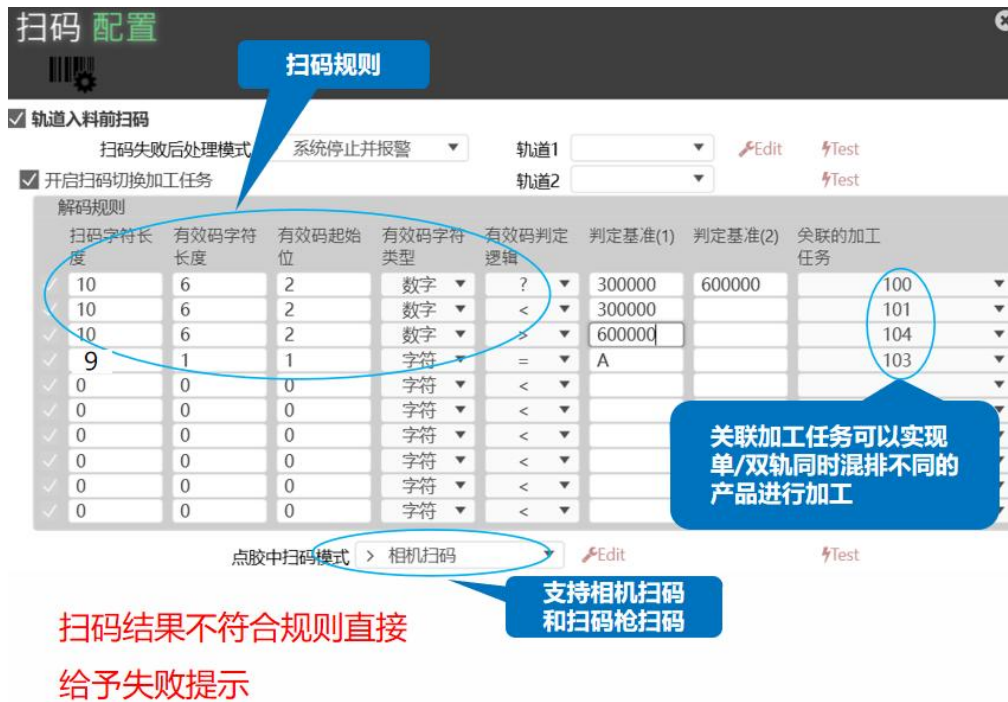 扫码 配置
扫码规则
轨道入料前扫码
扫码失败后处理模式 系统停止并报警 轨道1 Edit Test
开启扫码切换加工任务 轨道2 Test
解码规则
扫码字符长 有效码字符 有效码起始 有效码字符 有效码判定 判定基准(1) 判定基准(2) 关联的加工
度 长度 位 类型 逻辑 任务
10 6 2 数字 ? 300000 600000 100
10 6 2 数字 < 300000 101
10 6 2 数字 > 600000 104
9 1 1 字符 = A 103
0 0 0 字符 <
0 0 0 字符 <
0 0 0 字符 <
0 0 0 字符 <
0 0 0 字符 <
0 0 0 字符 <
关联加工任务可以实现
单/双轨同时混排不同的
产品进行加工
点胶中扫码模式 > 相机扫码 Edit Test
支持相机扫码
和扫码枪扫码
扫码结果不符合规则直接
给予失败提示